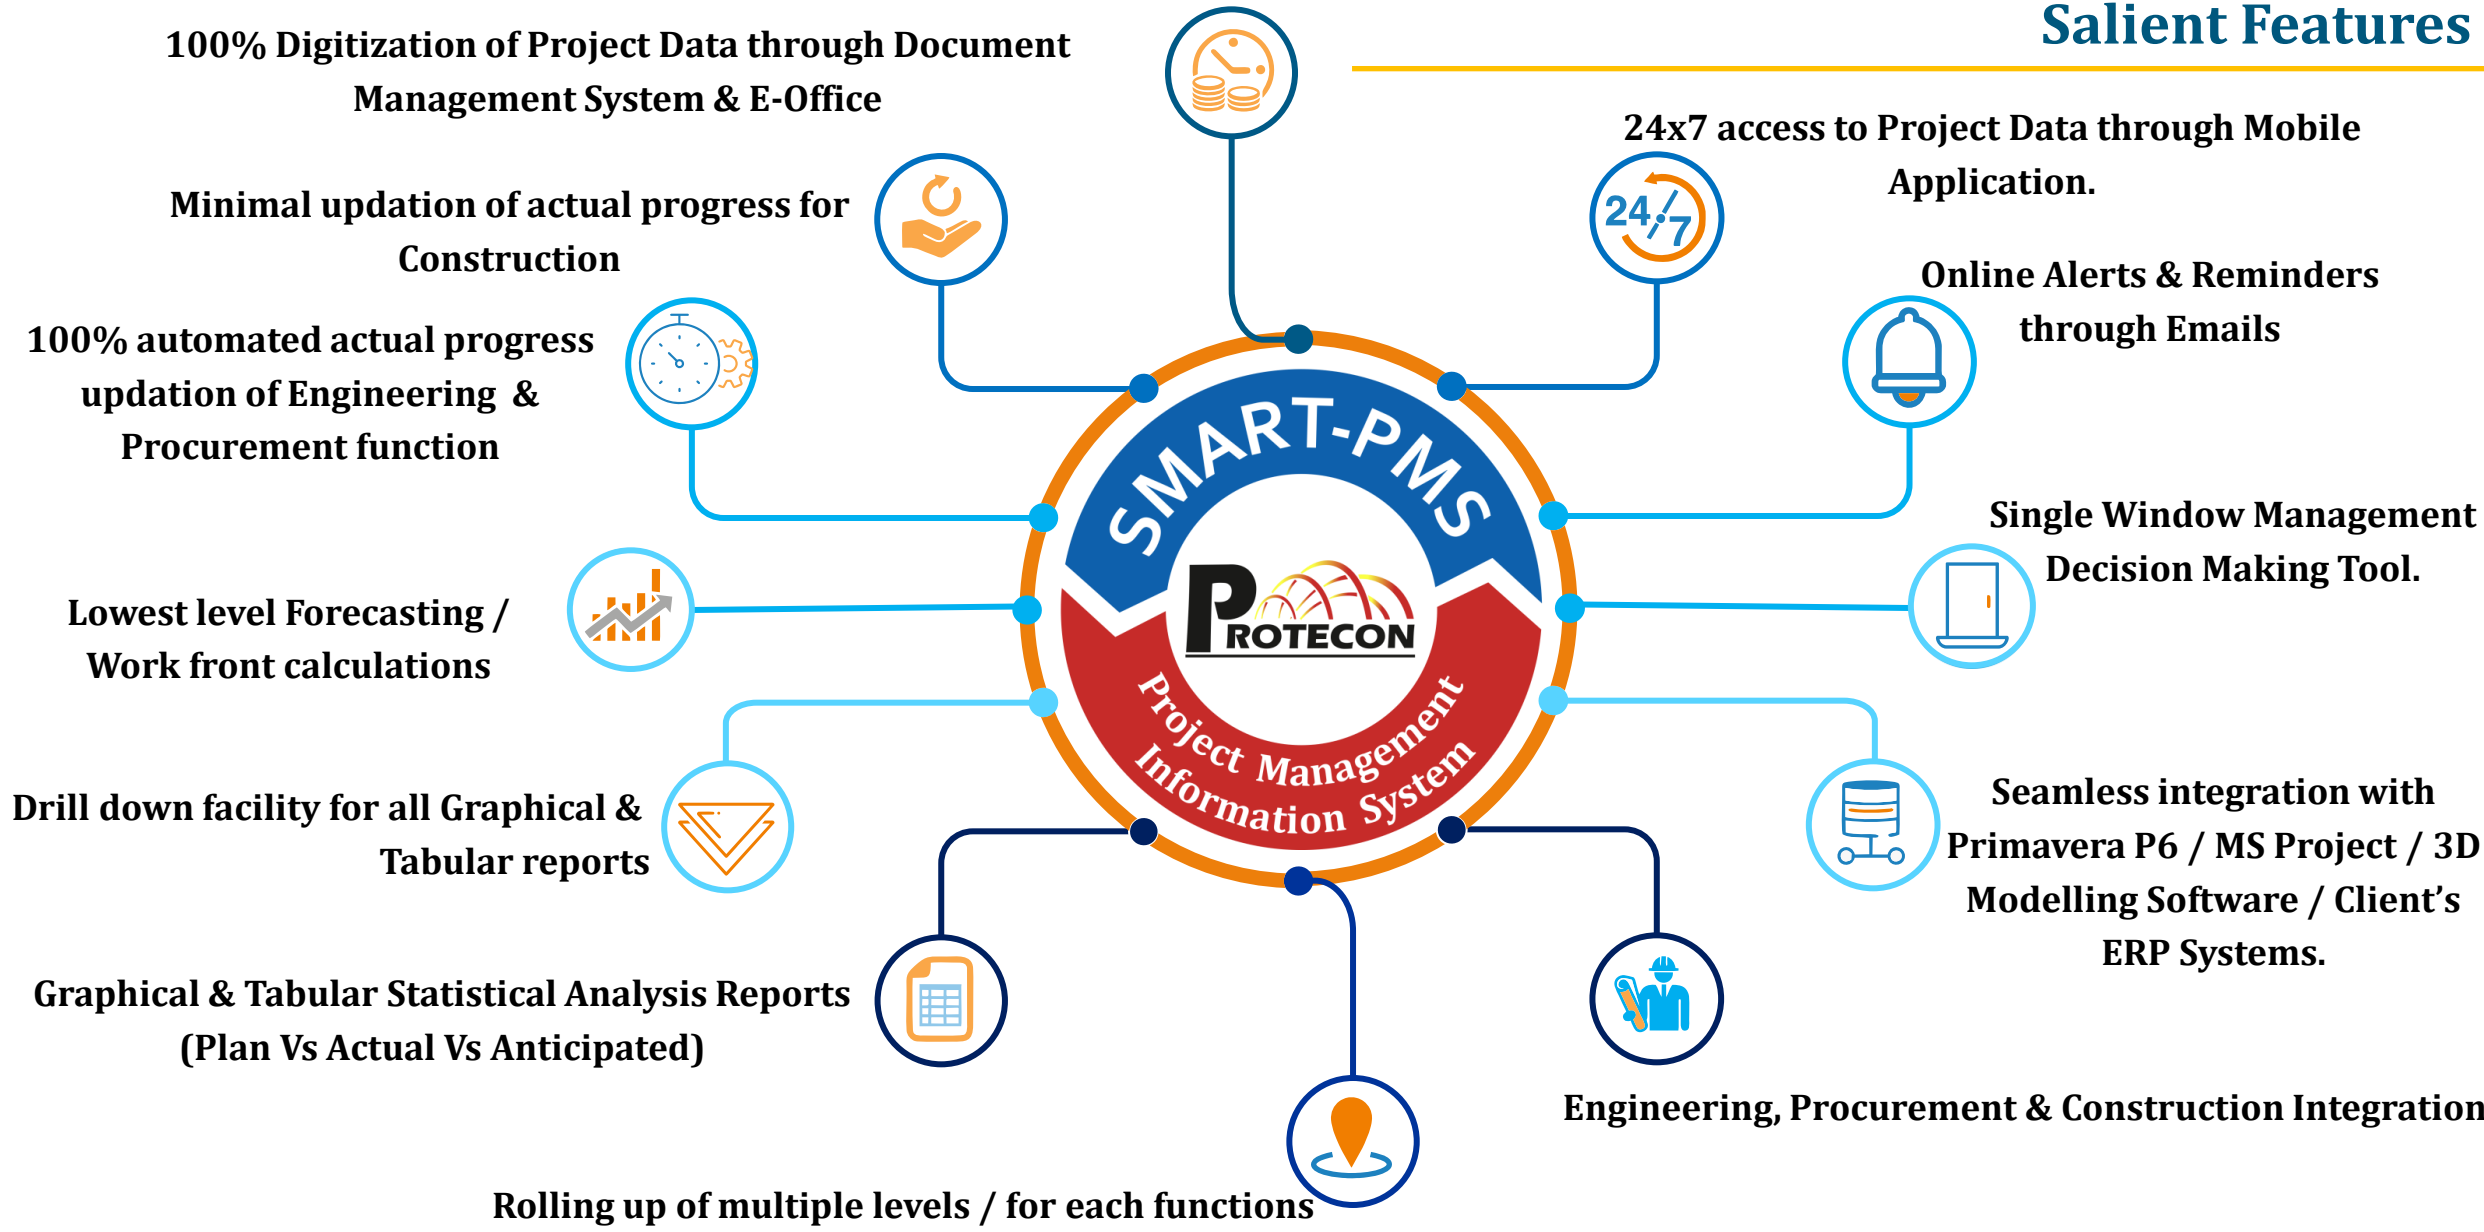 Salient Features
100% Digitization of Project Data through Document
Management System & E-Office
24x7 access to Project Data through Mobile
Application.
24/7
Minimal updation of actual progress for
Construction
Online Alerts & Reminders
through Emails
100% automated actual progress
updation of Engineering & 
Procurement function
Single Window Management
Decision Making Tool.
Lowest level Forecasting /
Work front calculations
SMART-PMS
PROTECON
Project Management
Information System
Drill down facility for all Graphical &
Tabular reports
Seamless integration with
Primavera P6 / MS Project / 3D
Modelling Software / Client’s
ERP Systems.
Graphical & Tabular Statistical Analysis Reports
(Plan Vs Actual Vs Anticipated)
Engineering, Procurement & Construction Integration
Rolling up of multiple levels / for each functions